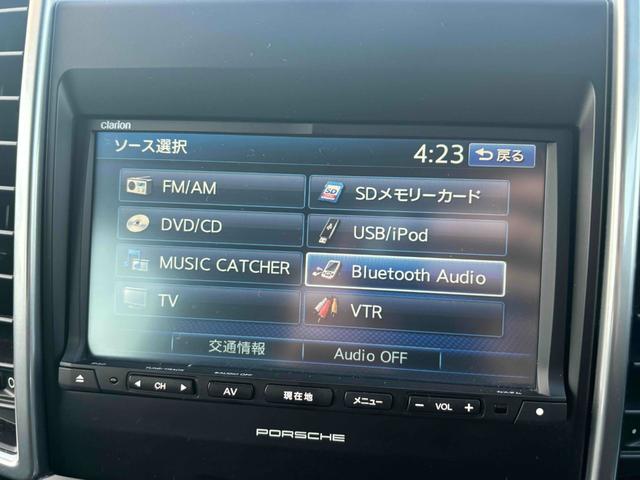 clarion
ソース選択
4:23
戻る
FM/AM
SDメモリーカード
SD
DVD/CD
USB/iPod
MUSIC CATCHER
Bluetooth Audio
TV
VTR
交通情報
Audio OFF
CH
AV
現在地
メニュー
− VOL +
PORSCHE